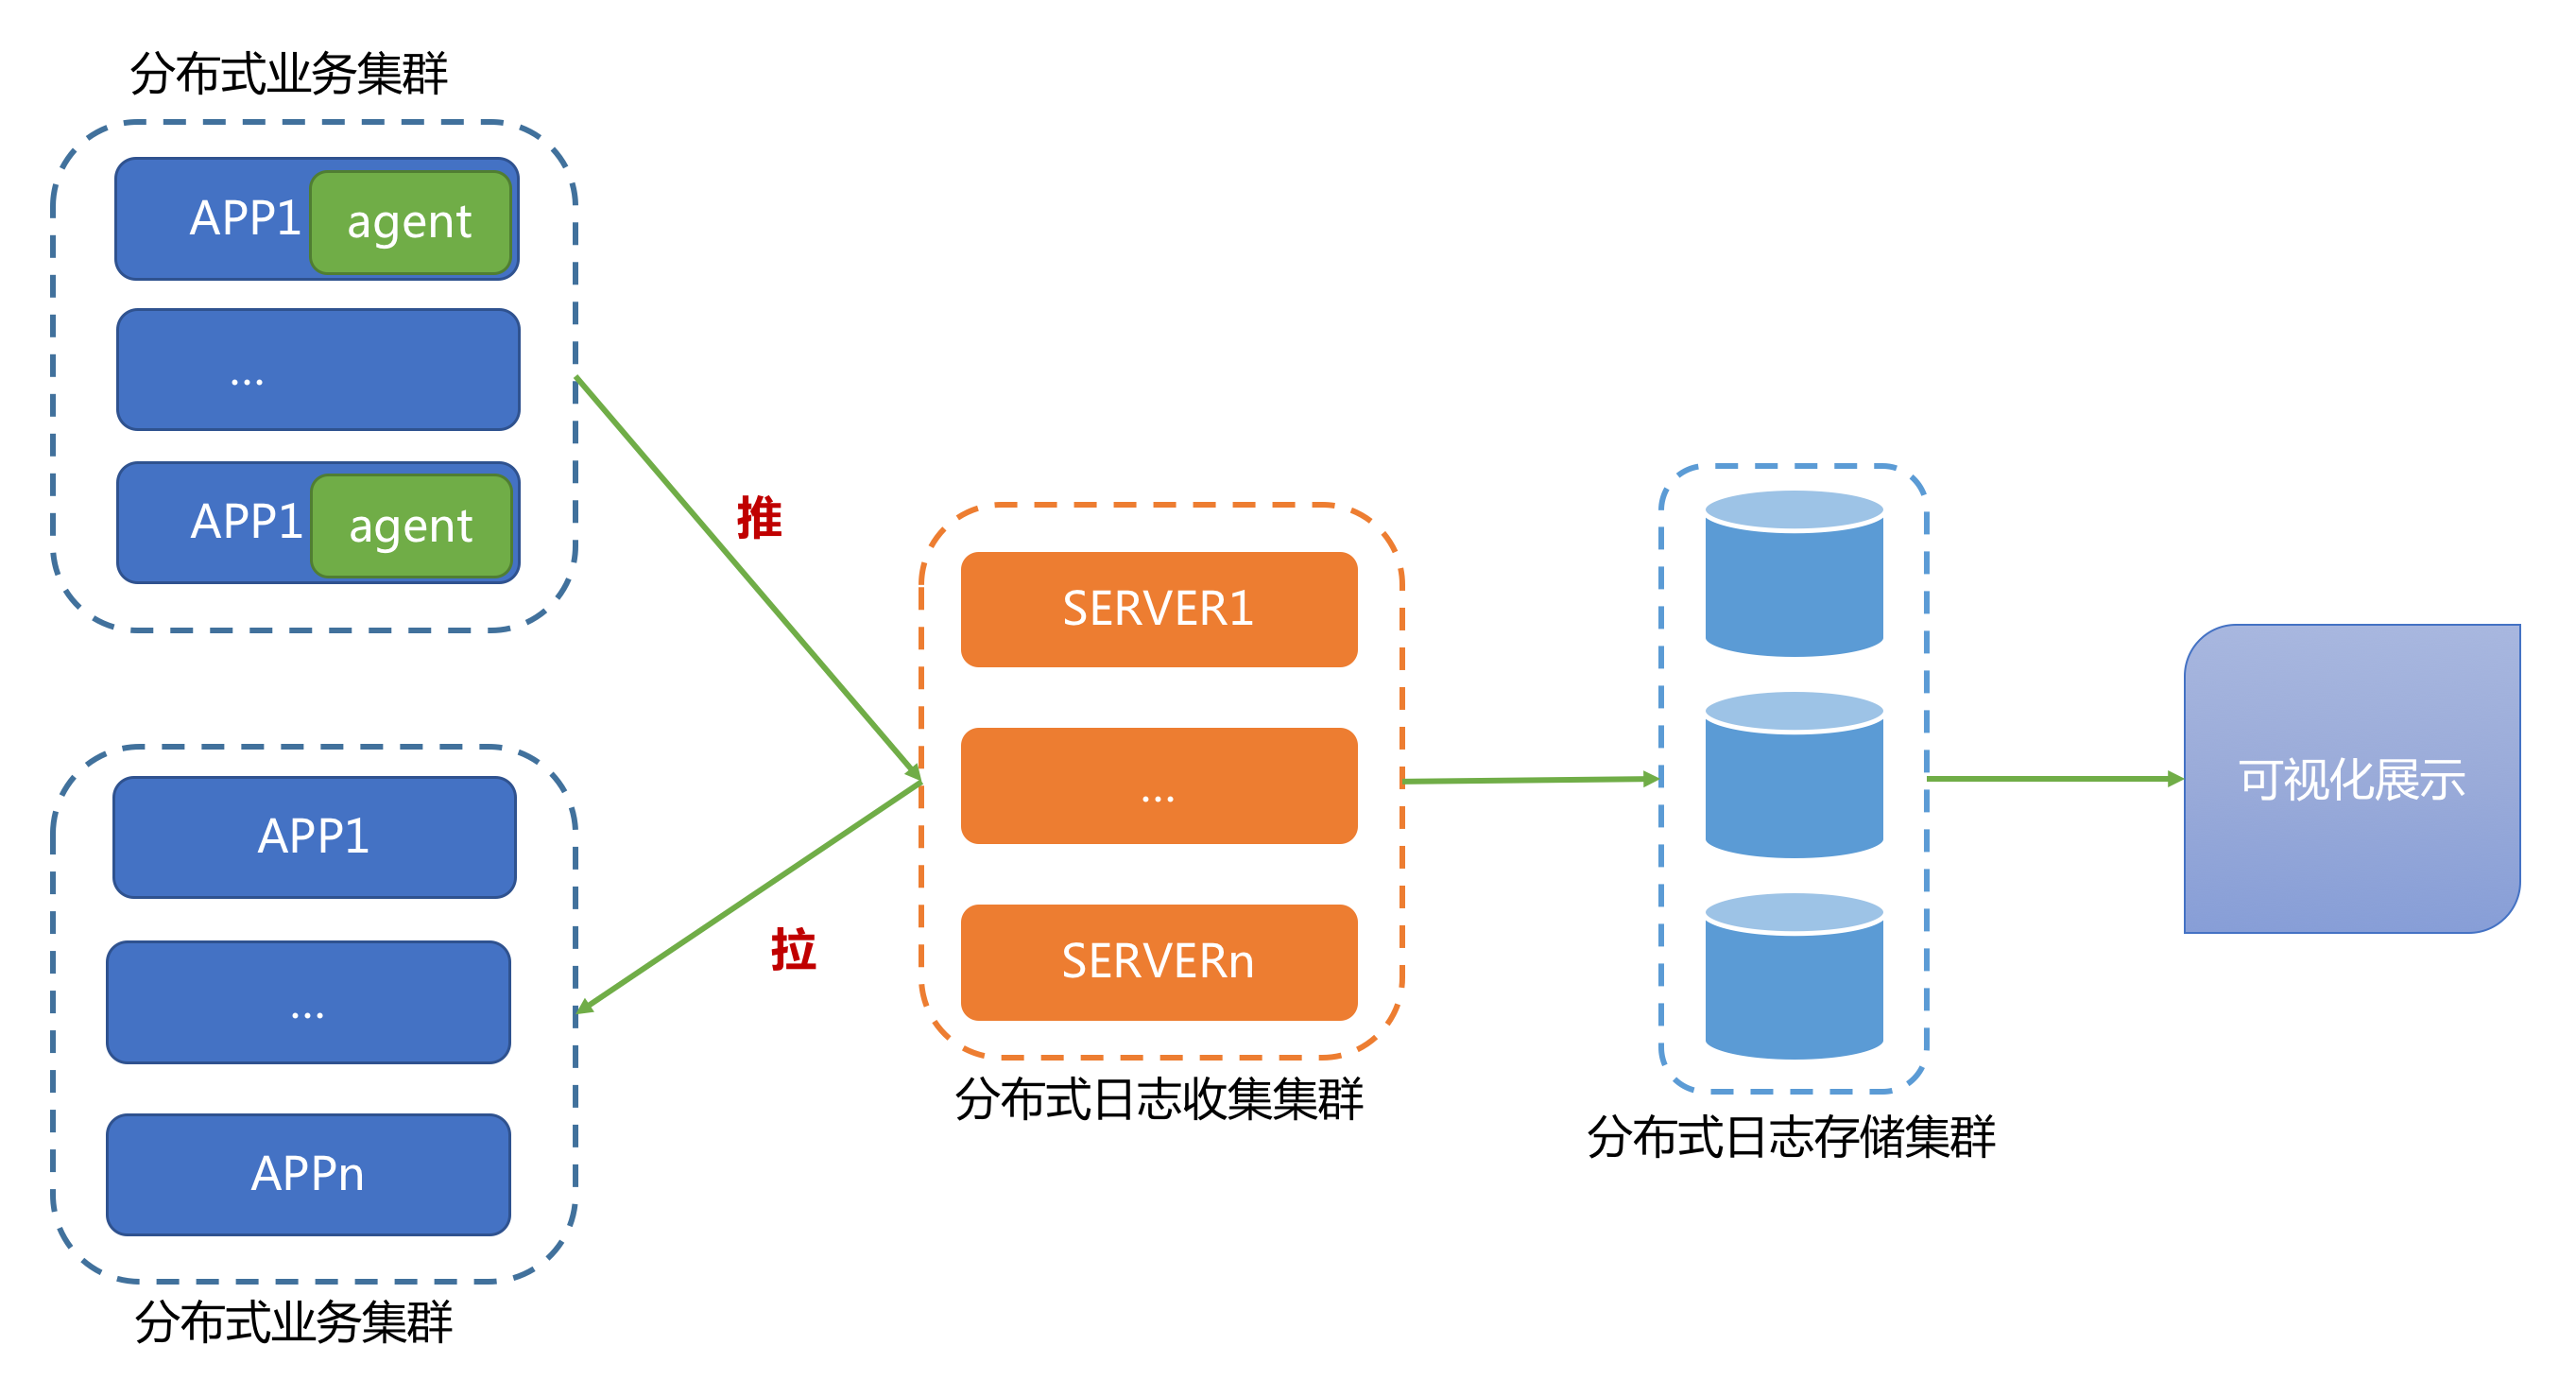 分布式业务集群
APP1
agent
...
APP1
agent
推
SERVER1
...
SERVERn
分布式日志收集集群
拉
APP1
...
APPn
分布式业务集群
分布式日志存储集群
可视化展示